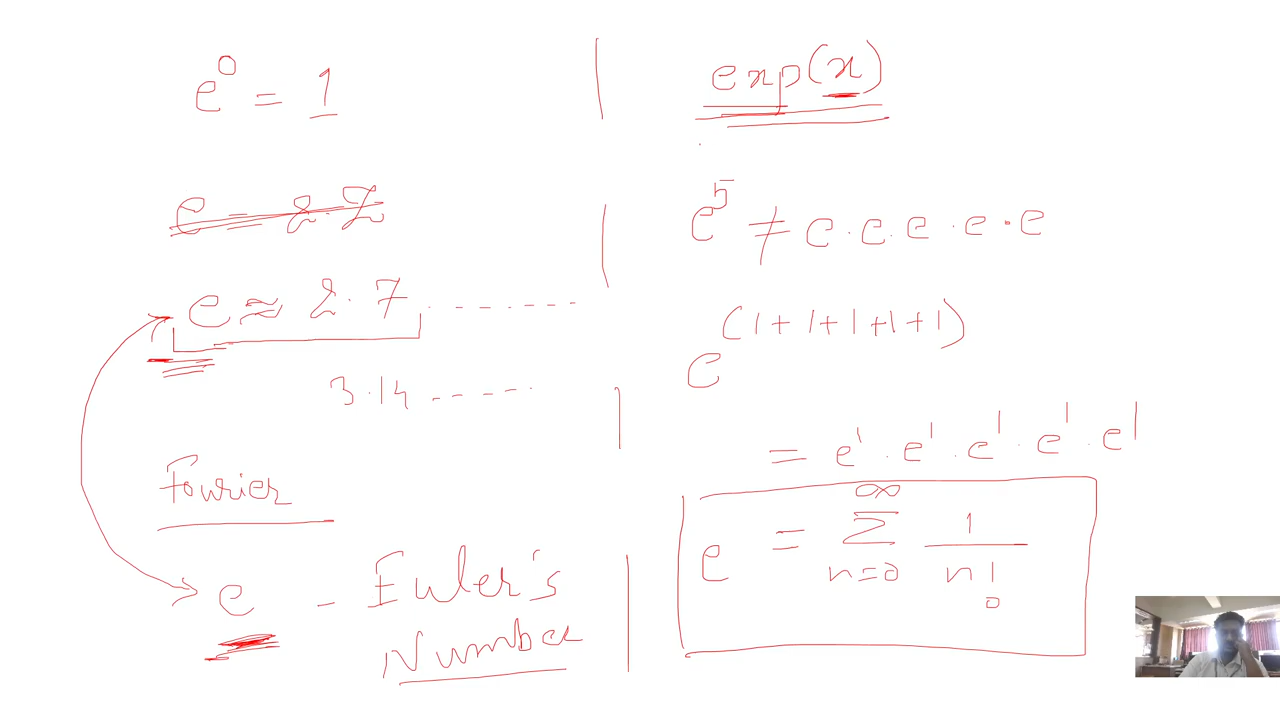 e⁰ = 1
e = 2.7
e ≈ 2.7 .-------
3.14 .-----
Fourier
e - Euler's
Number
exp(x)
e⁵ ≠ e.e.e.e.e
e^(1+1+1+1+1)
= e¹.e¹.e¹.e¹.e¹
e = ∑_{n=0}^{∞} 1/n!